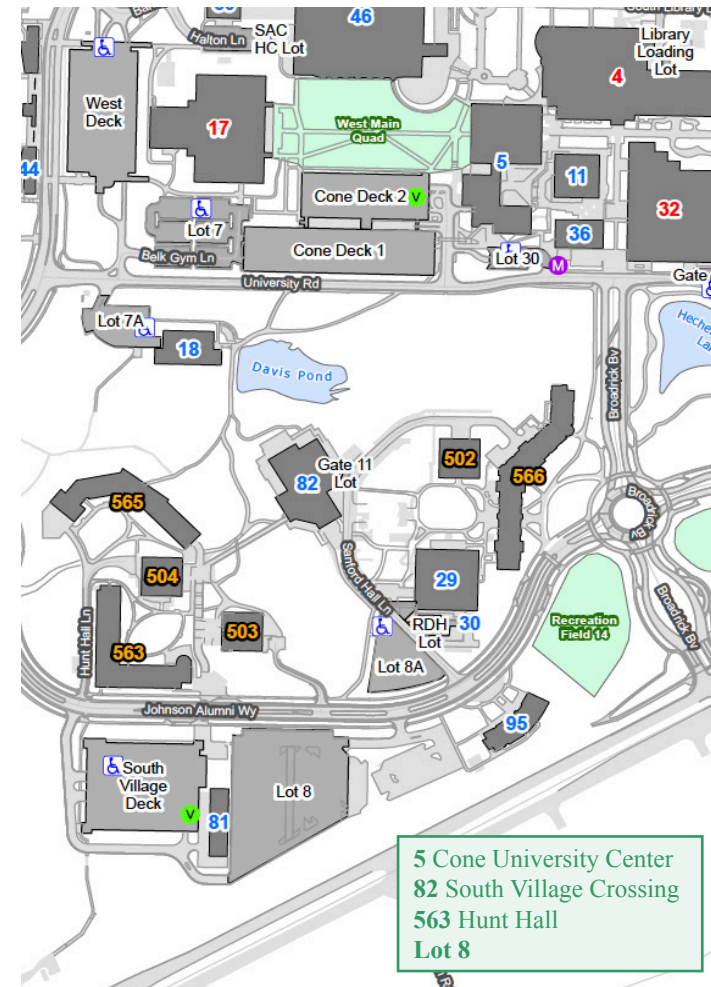 46
SAC
HC Lot
Halton Ln
Library
Loading
Lot
4
West
Deck
17
West Main
Quad
5
11
44
Cone Deck 2
V
32
Lot 7
36
Cone Deck 1
Belk Gym Ln
Lot 30
M
University Rd
Gate
Lot 7A
18
Davis Pond
Broadrick Bv
Heche
La
82
Gate 11
Lot
502
566
565
Broadrick
Bv
504
Sanford Hall Ln
29
Hunt Hall Ln
503
563
RDH
Lot
30
Lot 8A
Recreation
Field 14
Broadrick Bv
Johnson Alumni Wy
95
South
Village
Deck
V
81
Lot 8
5 Cone University Center
82 South Village Crossing
563 Hunt Hall
Lot 8